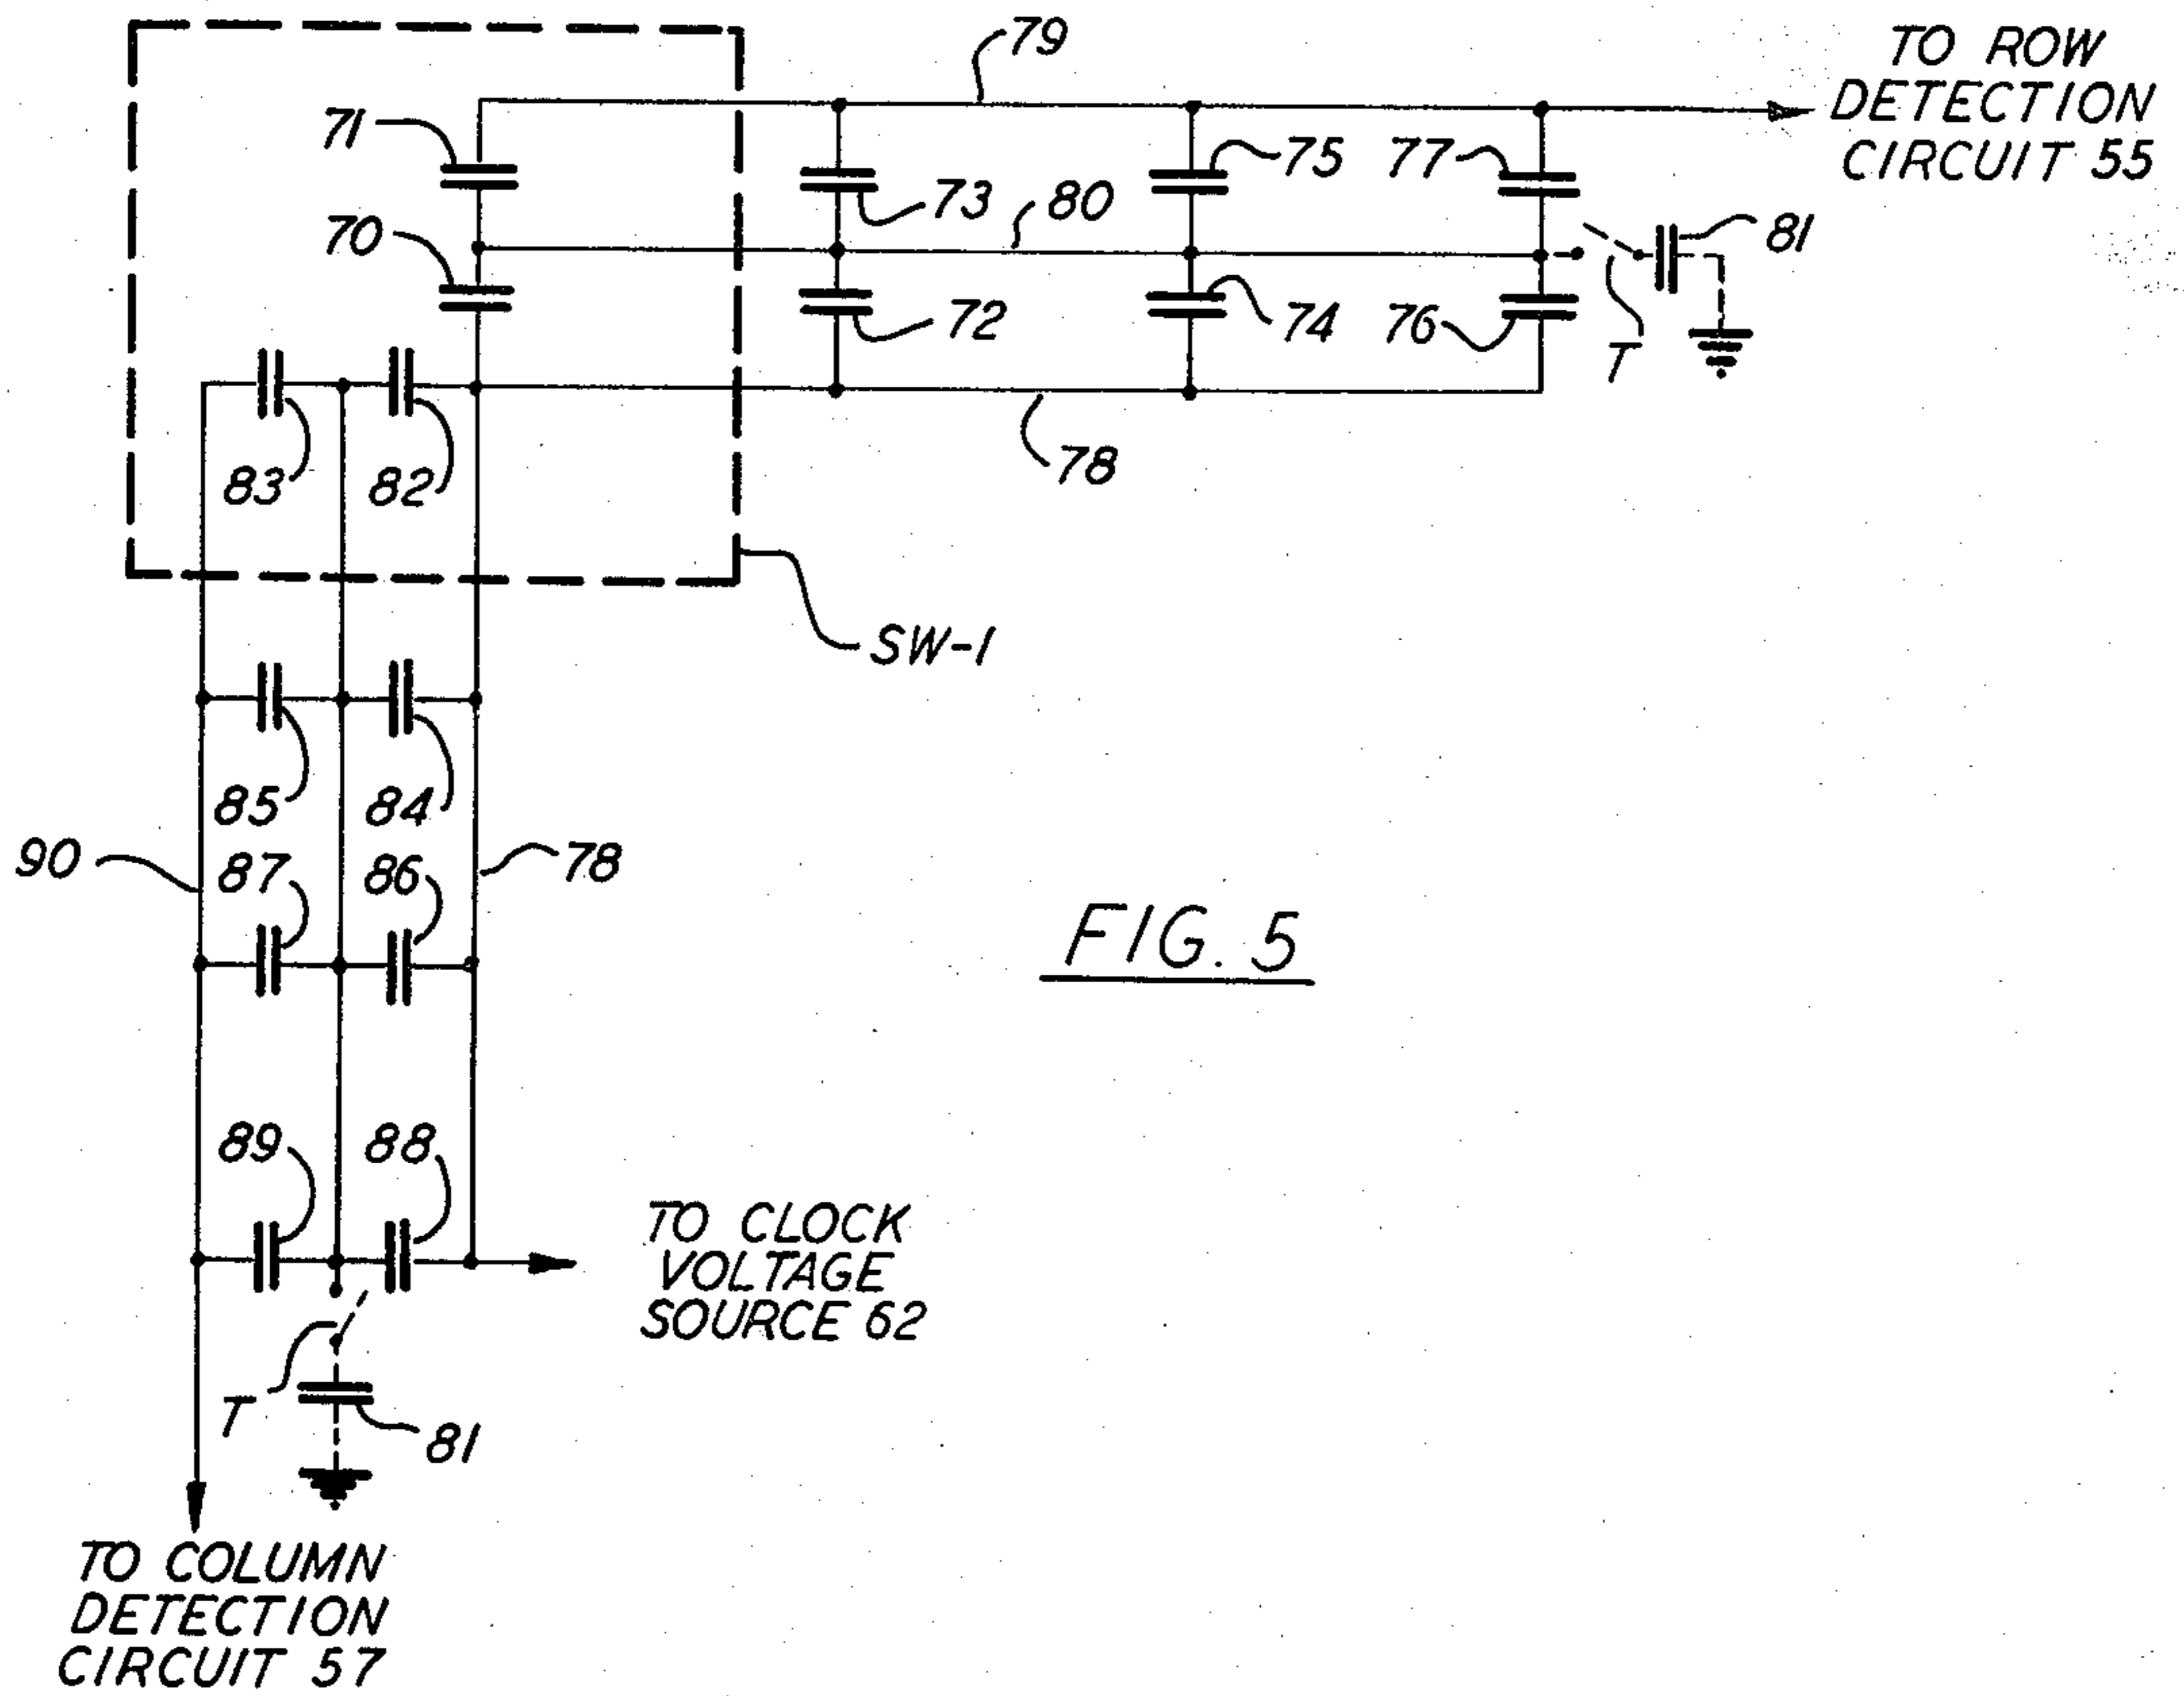 79
TO ROW
DETECTION
CIRCUIT 55
71
75
77
73
80
81
70
72
74
76
T
83
82
78
SW-1
85
84
90
87
86
78
FIG. 5
89
88
TO CLOCK
VOLTAGE
SOURCE 62
T
81
TO COLUMN
DETECTION
CIRCUIT 57